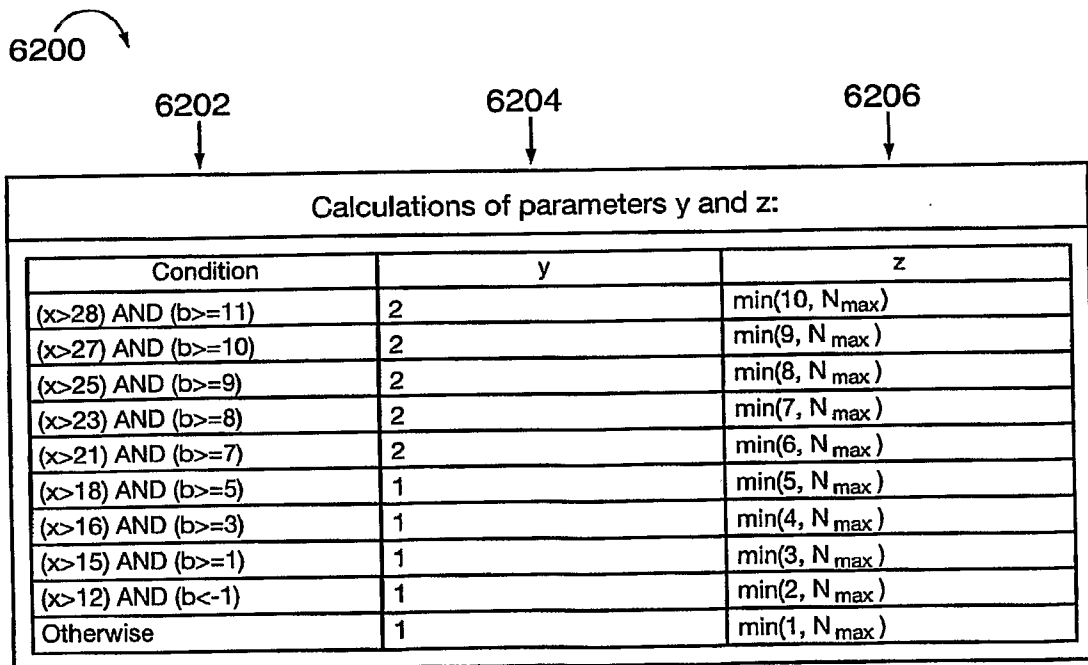 6200
6202 6204 6206
Calculations of parameters y and z:
Condition y z
(x>28) AND (b>=11) 2 min(10, Nmax)
(x>27) AND (b>=10) 2 min(9, Nmax)
(x>25) AND (b>=9) 2 min(8, Nmax)
(x>23) AND (b>=8) 2 min(7, Nmax)
(x>21) AND (b>=7) 2 min(6, Nmax)
(x>18) AND (b>=5) 1 min(5, Nmax)
(x>16) AND (b>=3) 1 min(4, Nmax)
(x>15) AND (b>=1) 1 min(3, Nmax)
(x>12) AND (b<-1) 1 min(2, Nmax)
Otherwise 1 min(1, Nmax)